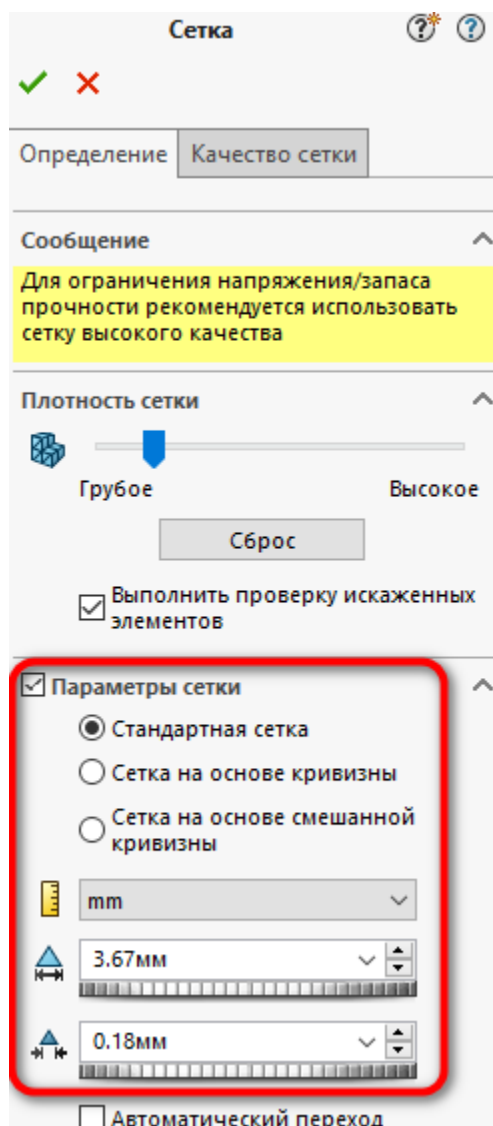 Сетка
Определение
Качество сетки
Сообщение
Для ограничения напряжения/запаса
прочности рекомендуется использовать
сетку высокого качества
Плотность сетки
Грубое
Высокое
Сброс
Выполнить проверку искаженных
элементов
Параметры сетки
Стандартная сетка
Сетка на основе кривизны
Сетка на основе смешанной
кривизны
mm
3.67мм
0.18мм
Автоматический переход